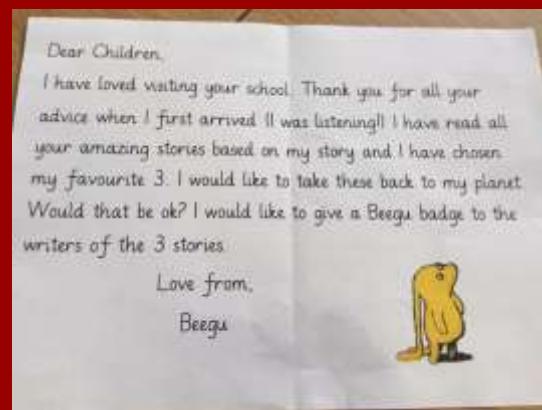 Dear Children,
I have loved visiting your school. Thank you for all your
advice when I first arrived (I was listening!) I have read all
your amazing stories based on my story and I have chosen
my favourite 3. I would like to take these back to my planet.
Would that be ok? I would like to give a Beegu badge to the
writers of the 3 stories.
Love from,
Beegu